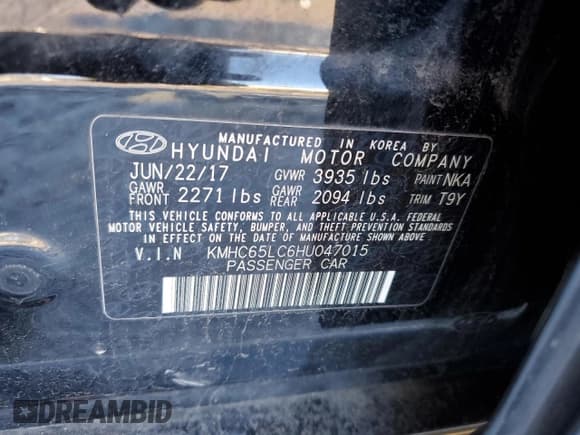 MANUFACTURED IN KOREA BY
HYUNDAI MOTOR COMPANY
JUN/22/17 GVWR 3935 lbs PAINT NKA
GAWR FRONT 2271 lbs GAWR REAR 2094 lbs TRIM T9Y
THIS VEHICLE CONFORMS TO ALL APPLICABLE U.S.A. FEDERAL
MOTOR VEHICLE SAFETY, BUMPER, AND THEFT PREVENTION STANDARDS
IN EFFECT ON THE DATE OF MANUFACTURE SHOWN ABOVE.
V.I.N KMHC65LC6HU047015
PASSENGER CAR
DREAMBID